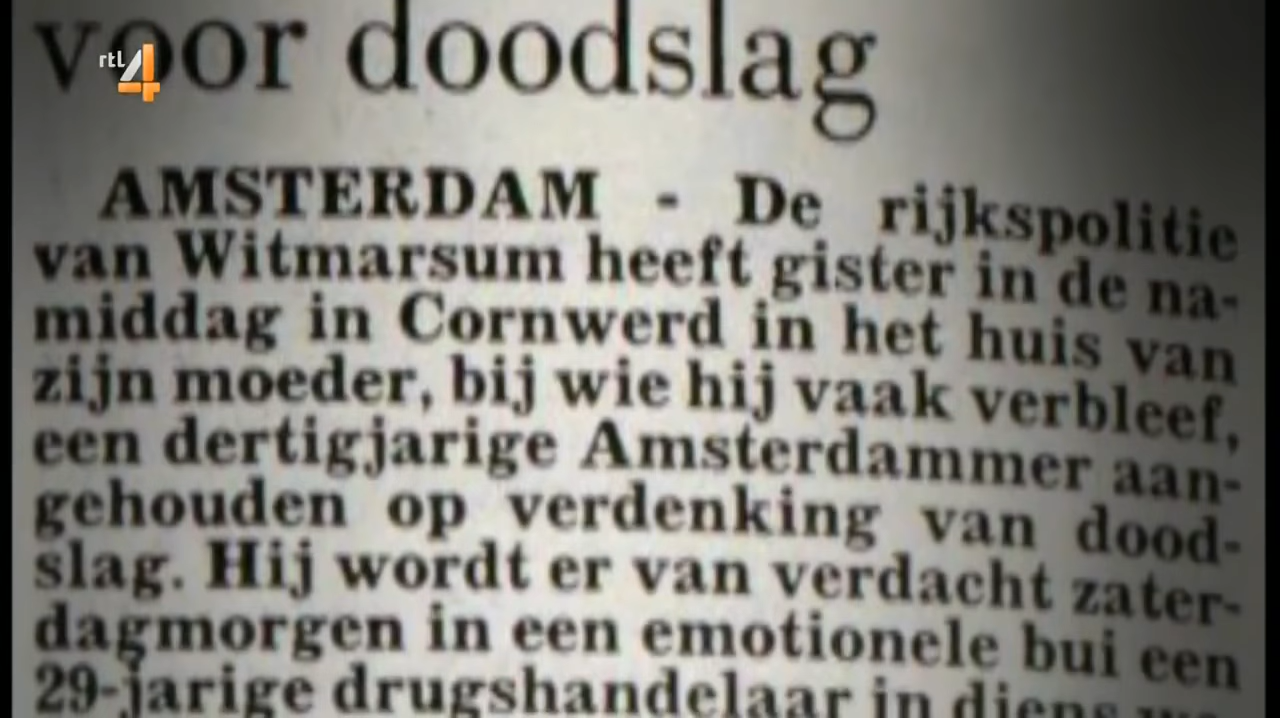 rtl 4
voor doodslag
AMSTERDAM - De rijkspolitie
van Witmarsum heeft gister in de na-
middag in Cornwerd in het huis van
zijn moeder, bij wie hij vaak verbleef,
een dertigjarige Amsterdammer aan-
gehouden op verdenking van dood-
slag. Hij wordt er van verdacht zater-
dagmorgen in een emotionele bui een
29-jarige drugshandelaar in diens